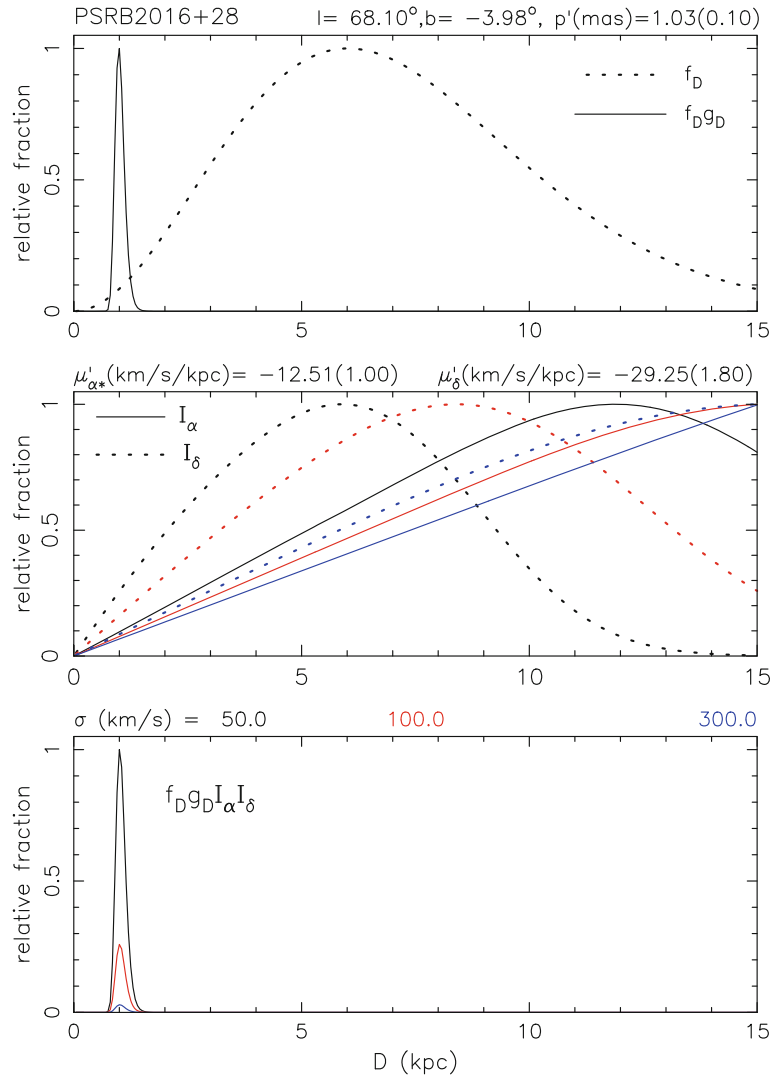 PSRB2016+28 l= 68.10°,b= −3.98°, p'(mas)=1.03(0.10)
1
0.5
0
relative fraction
f_D
f_Dg_D
0 5 10 15
D (kpc)
μ'_α*(km/s/kpc)= −12.51(1.00) μ'_δ(km/s/kpc)= −29.25(1.80)
1
0.5
0
relative fraction
I_α
I_δ
0 5 10 15
σ (km/s) = 50.0 100.0 300.0
1
0.5
0
relative fraction
f_Dg_DI_αI_δ
0 5 10 15
D (kpc)